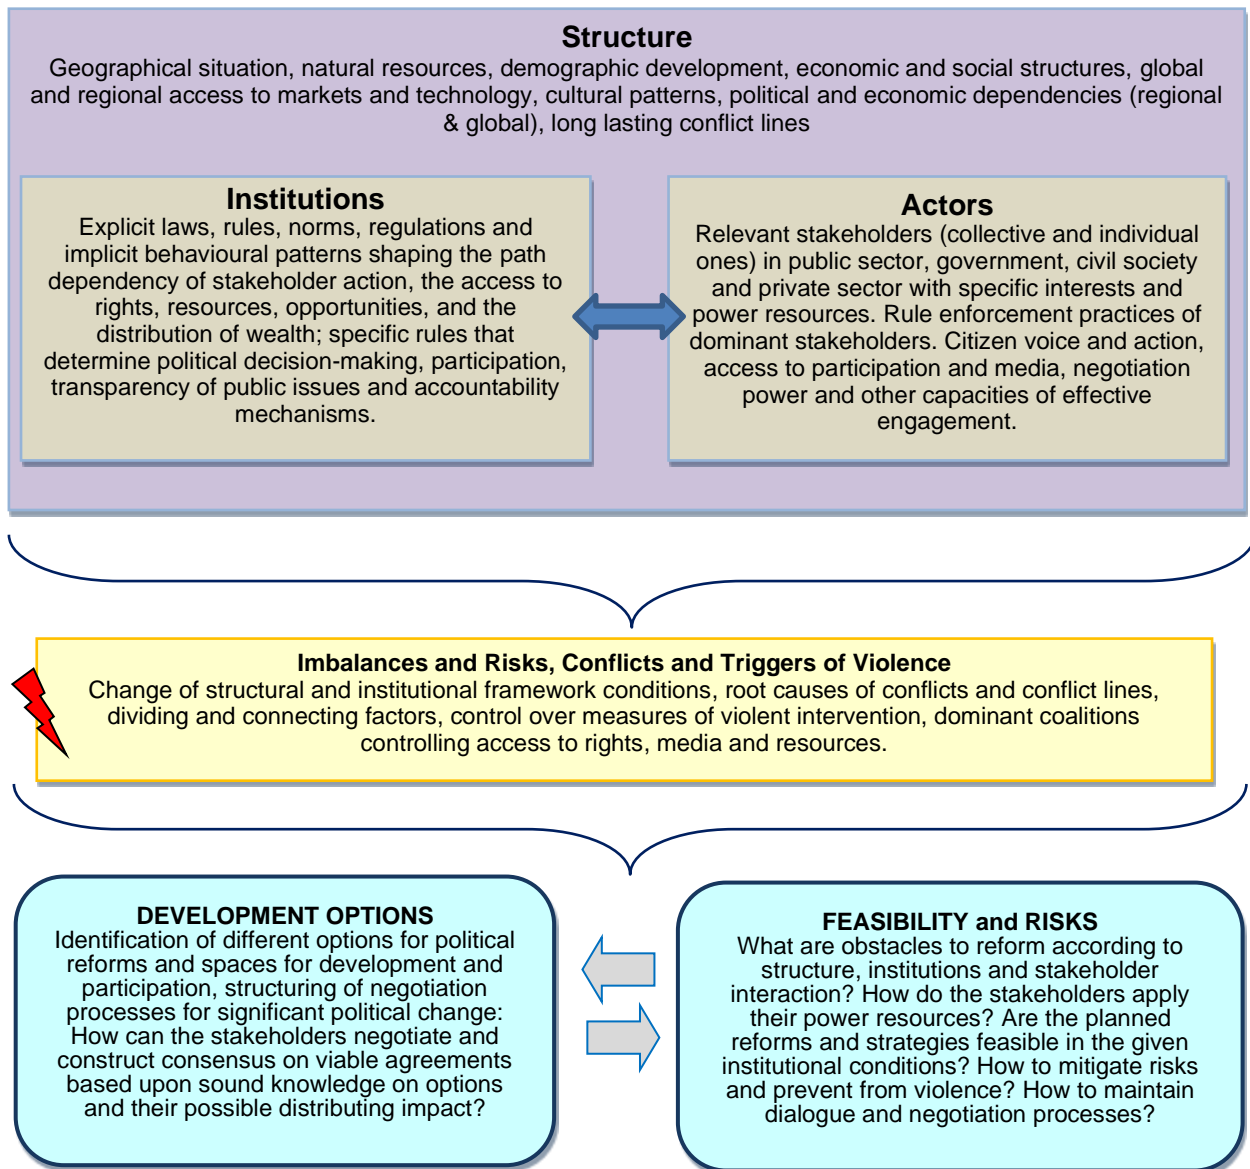 Structure
Geographical situation, natural resources, demographic development, economic and social structures, global
and regional access to markets and technology, cultural patterns, political and economic dependencies (regional
& global), long lasting conflict lines
Institutions
Explicit laws, rules, norms, regulations and
implicit behavioural patterns shaping the path
dependency of stakeholder action, the access to
rights, resources, opportunities, and the
distribution of wealth; specific rules that
determine political decision-making, participation,
transparency of public issues and accountability
mechanisms.
Actors
Relevant stakeholders (collective and individual
ones) in public sector, government, civil society
and private sector with specific interests and
power resources. Rule enforcement practices of
dominant stakeholders. Citizen voice and action,
access to participation and media, negotiation
power and other capacities of effective
engagement.
Imbalances and Risks, Conflicts and Triggers of Violence
Change of structural and institutional framework conditions, root causes of conflicts and conflict lines,
dividing and connecting factors, control over measures of violent intervention, dominant coalitions
controlling access to rights, media and resources.
DEVELOPMENT OPTIONS
Identification of different options for political
reforms and spaces for development and
participation, structuring of negotiation
processes for significant political change:
How can the stakeholders negotiate and
construct consensus on viable agreements
based upon sound knowledge on options
and their possible distributing impact?
FEASIBILITY and RISKS
What are obstacles to reform according to
structure, institutions and stakeholder
interaction? How do the stakeholders apply
their power resources? Are the planned
reforms and strategies feasible in the given
institutional conditions? How to mitigate risks
and prevent from violence? How to maintain
dialogue and negotiation processes?